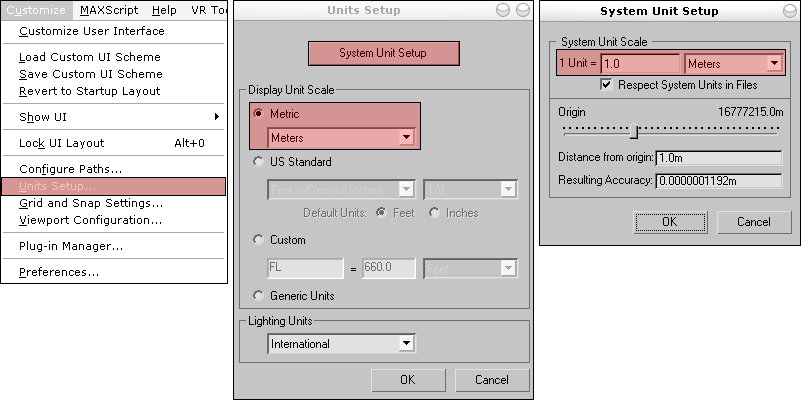 Customize MAXScript Help VR To
Customize User Interface
Load Custom UI Scheme
Save Custom UI Scheme
Revert to Startup Layout
Show UI
Lock UI Layout Alt+0
Configure Paths...
Units Setup...
Grid and Snap Settings...
Viewport Configuration...
Plug-in Manager...
Preferences...
Units Setup
System Unit Setup
Display Unit Scale
Metric
Meters
US Standard
Feet w/Decimal Inches 1/8
Default Units: Feet Inches
Custom
FL = 660.0 Feet
Generic Units
Lighting Units
International
OK Cancel
System Unit Setup
System Unit Scale
1 Unit = 1.0 Meters
Respect System Units in Files
Origin 16777215.0m
Distance from origin: 1.0m
Resulting Accuracy: 0.0000001192m
OK Cancel